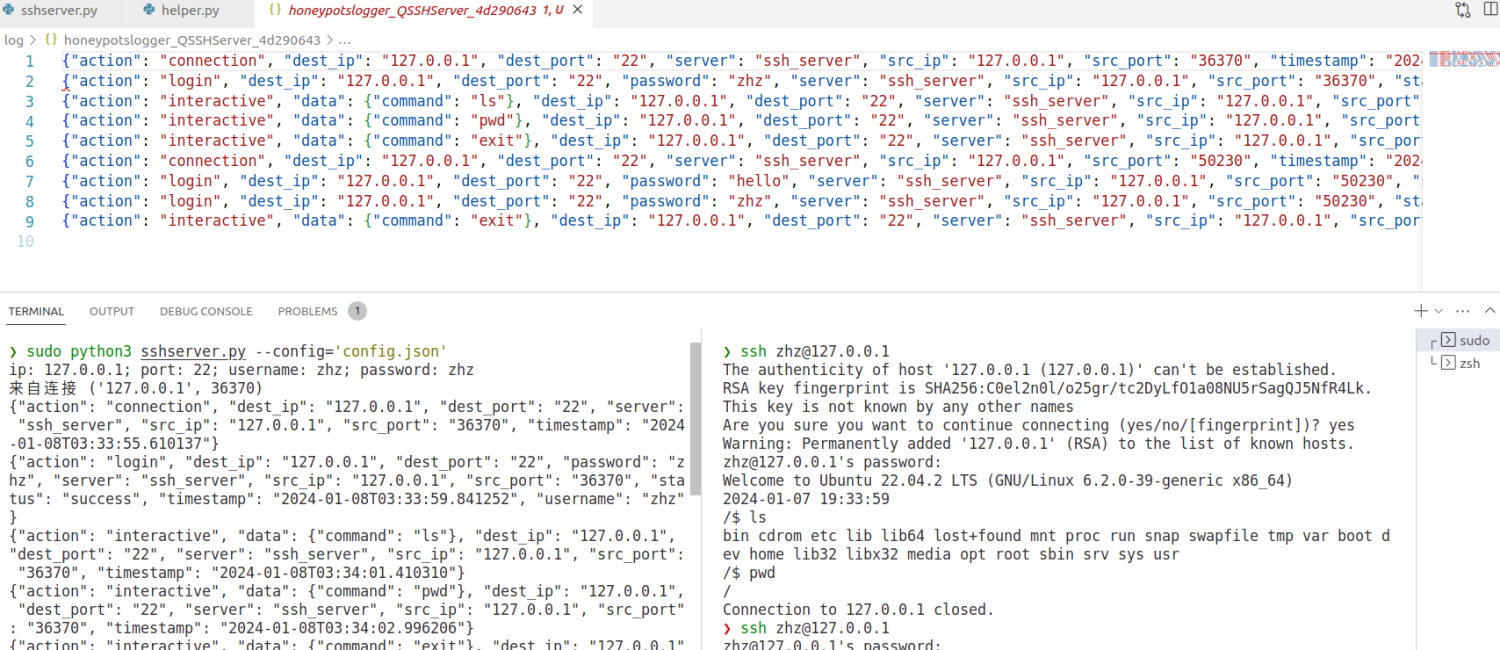 sshserver.py helper.py {} honeypotslogger_QSSHServer_4d290643 1, U ×
log > {} honeypotslogger_QSSHServer_4d290643 > ...
1 {"action": "connection", "dest_ip": "127.0.0.1", "dest_port": "22", "server": "ssh_server", "src_ip": "127.0.0.1", "src_port": "36370", "timestamp": "2024
2 {"action": "login", "dest_ip": "127.0.0.1", "dest_port": "22", "password": "zhz", "server": "ssh_server", "src_ip": "127.0.0.1", "src_port": "36370", "sta
3 {"action": "interactive", "data": {"command": "ls"}, "dest_ip": "127.0.0.1", "dest_port": "22", "server": "ssh_server", "src_ip": "127.0.0.1", "src_port"
4 {"action": "interactive", "data": {"command": "pwd"}, "dest_ip": "127.0.0.1", "dest_port": "22", "server": "ssh_server", "src_ip": "127.0.0.1", "src_port
5 {"action": "interactive", "data": {"command": "exit"}, "dest_ip": "127.0.0.1", "dest_port": "22", "server": "ssh_server", "src_ip": "127.0.0.1", "src_por
6 {"action": "connection", "dest_ip": "127.0.0.1", "dest_port": "22", "server": "ssh_server", "src_ip": "127.0.0.1", "src_port": "50230", "timestamp": "2024
7 {"action": "login", "dest_ip": "127.0.0.1", "dest_port": "22", "password": "hello", "server": "ssh_server", "src_ip": "127.0.0.1", "src_port": "50230", "s
8 {"action": "login", "dest_ip": "127.0.0.1", "dest_port": "22", "password": "zhz", "server": "ssh_server", "src_ip": "127.0.0.1", "src_port": "50230", "sta
9 {"action": "interactive", "data": {"command": "exit"}, "dest_ip": "127.0.0.1", "dest_port": "22", "server": "ssh_server", "src_ip": "127.0.0.1", "src_por
10
TERMINAL OUTPUT DEBUG CONSOLE PROBLEMS 1
❯ sudo python3 sshserver.py --config='config.json'
ip: 127.0.0.1; port: 22; username: zhz; password: zhz
来自连接 ('127.0.0.1', 36370)
{"action": "connection", "dest_ip": "127.0.0.1", "dest_port": "22", "server":
"ssh_server", "src_ip": "127.0.0.1", "src_port": "36370", "timestamp": "2024
-01-08T03:33:55.610137"}
{"action": "login", "dest_ip": "127.0.0.1", "dest_port": "22", "password": "z
hz", "server": "ssh_server", "src_ip": "127.0.0.1", "src_port": "36370", "sta
tus": "success", "timestamp": "2024-01-08T03:33:59.841252", "username": "zhz"
}
{"action": "interactive", "data": {"command": "ls"}, "dest_ip": "127.0.0.1",
"dest_port": "22", "server": "ssh_server", "src_ip": "127.0.0.1", "src_port":
"36370", "timestamp": "2024-01-08T03:34:01.410310"}
{"action": "interactive", "data": {"command": "pwd"}, "dest_ip": "127.0.0.1",
"dest_port": "22", "server": "ssh_server", "src_ip": "127.0.0.1", "src_port"
: "36370", "timestamp": "2024-01-08T03:34:02.996206"}
{"action": "interactive", "data": {"command": "exit"}, "dest_ip": "127.0.0.1"
❯ ssh zhz@127.0.0.1
The authenticity of host '127.0.0.1 (127.0.0.1)' can't be established.
RSA key fingerprint is SHA256:C0el2n0l/o25gr/tc2DyLfO1a08NU5rSagQJ5NfR4Lk.
This key is not known by any other names
Are you sure you want to continue connecting (yes/no/[fingerprint])? yes
Warning: Permanently added '127.0.0.1' (RSA) to the list of known hosts.
zhz@127.0.0.1's password:
Welcome to Ubuntu 22.04.2 LTS (GNU/Linux 6.2.0-39-generic x86_64)
2024-01-07 19:33:59
/$ ls
bin cdrom etc lib lib64 lost+found mnt proc run snap swapfile tmp var boot d
ev home lib32 libx32 media opt root sbin srv sys usr
/$ pwd
/
Connection to 127.0.0.1 closed.
❯ ssh zhz@127.0.0.1
zhz@127.0.0.1's password:
sudo
zsh